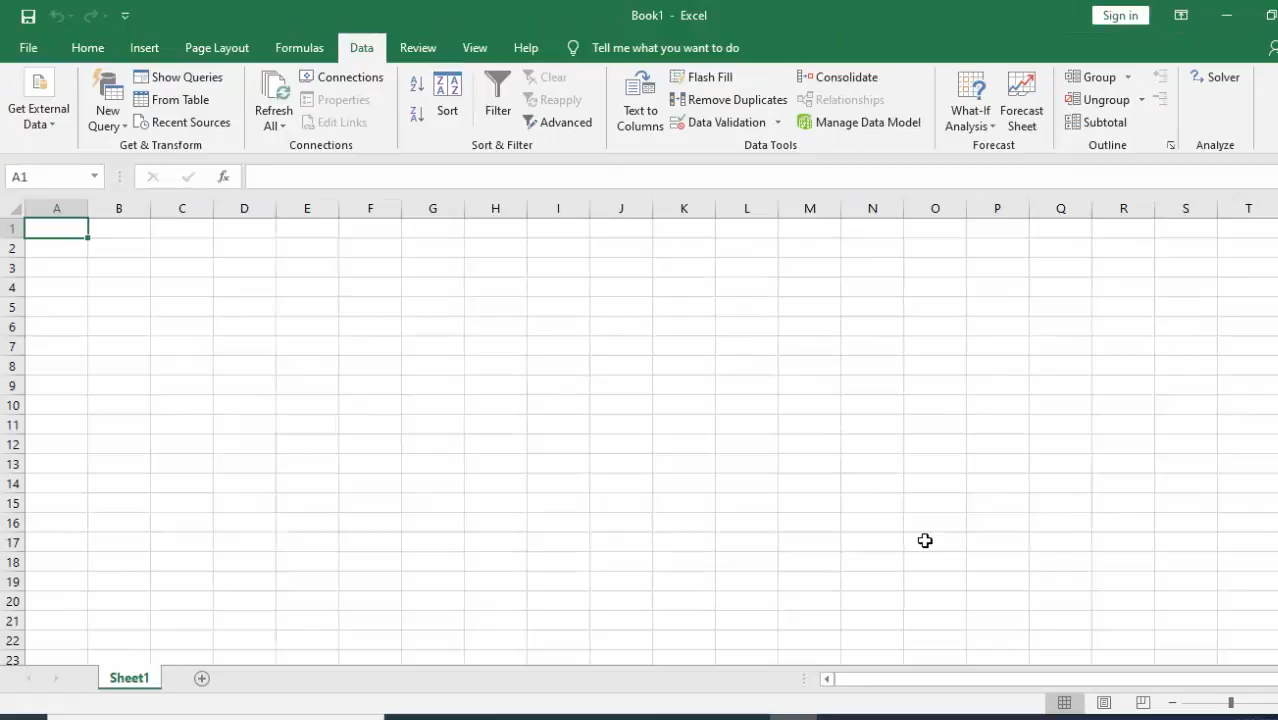 Book1 - Excel
Sign in
File Home Insert Page Layout Formulas Data Review View Help Tell me what you want to do
Get External Data
New Query
Show Queries
From Table
Recent Sources
Get & Transform
Refresh All
Connections
Properties
Edit Links
Connections
A Z
Z A
Z A
A Z
Sort
Filter
Clear
Reapply
Advanced
Sort & Filter
Text to Columns
Flash Fill
Remove Duplicates
Data Validation
Consolidate
Relationships
Manage Data Model
Data Tools
What-If Analysis
Forecast Sheet
Forecast
Group
Ungroup
Subtotal
Outline
Solver
Analyze
A1
fx
A B C D E F G H I J K L M N O P Q R S T
1
2
3
4
5
6
7
8
9
10
11
12
13
14
15
16
17
18
19
20
21
22
23
Sheet1